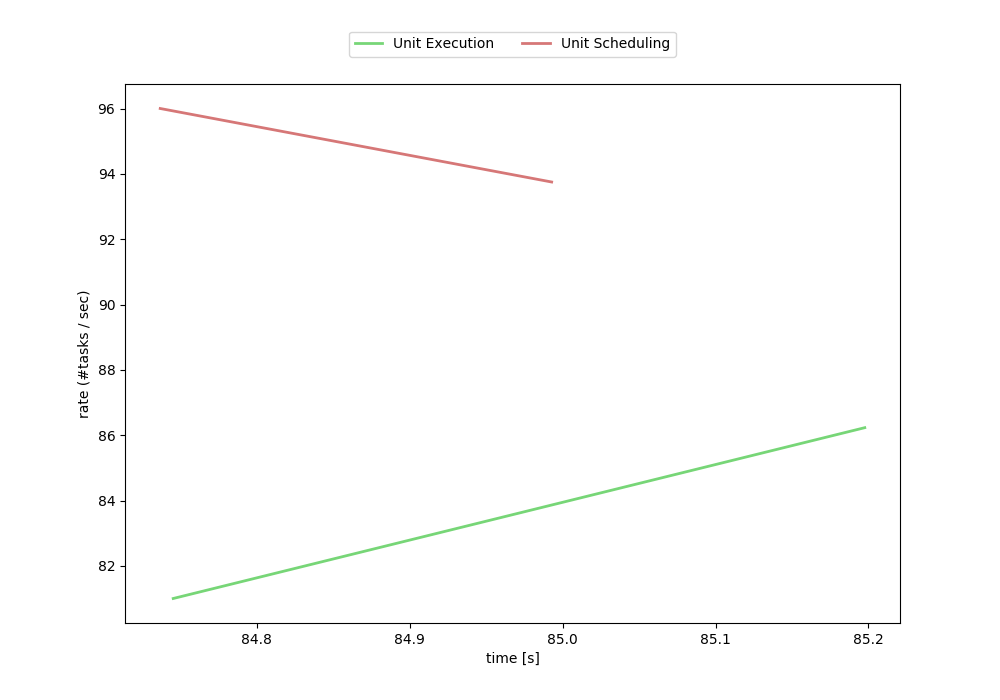 Unit Execution Unit Scheduling
96
94
92
90
88
86
84
82
rate (#tasks / sec)
84.8 84.9 85.0 85.1 85.2
time [s]